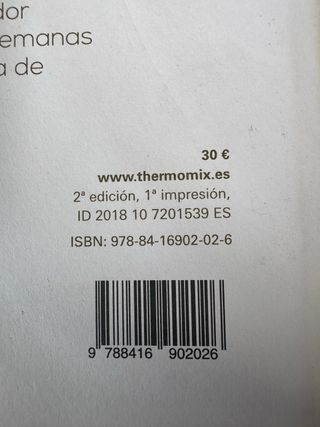 dor
emanas
a de
30 €
www.thermomix.es
2ª edición, 1ª impresión,
ID 2018 10 7201539 ES
ISBN: 978-84-16902-02-6
9 788416 902026